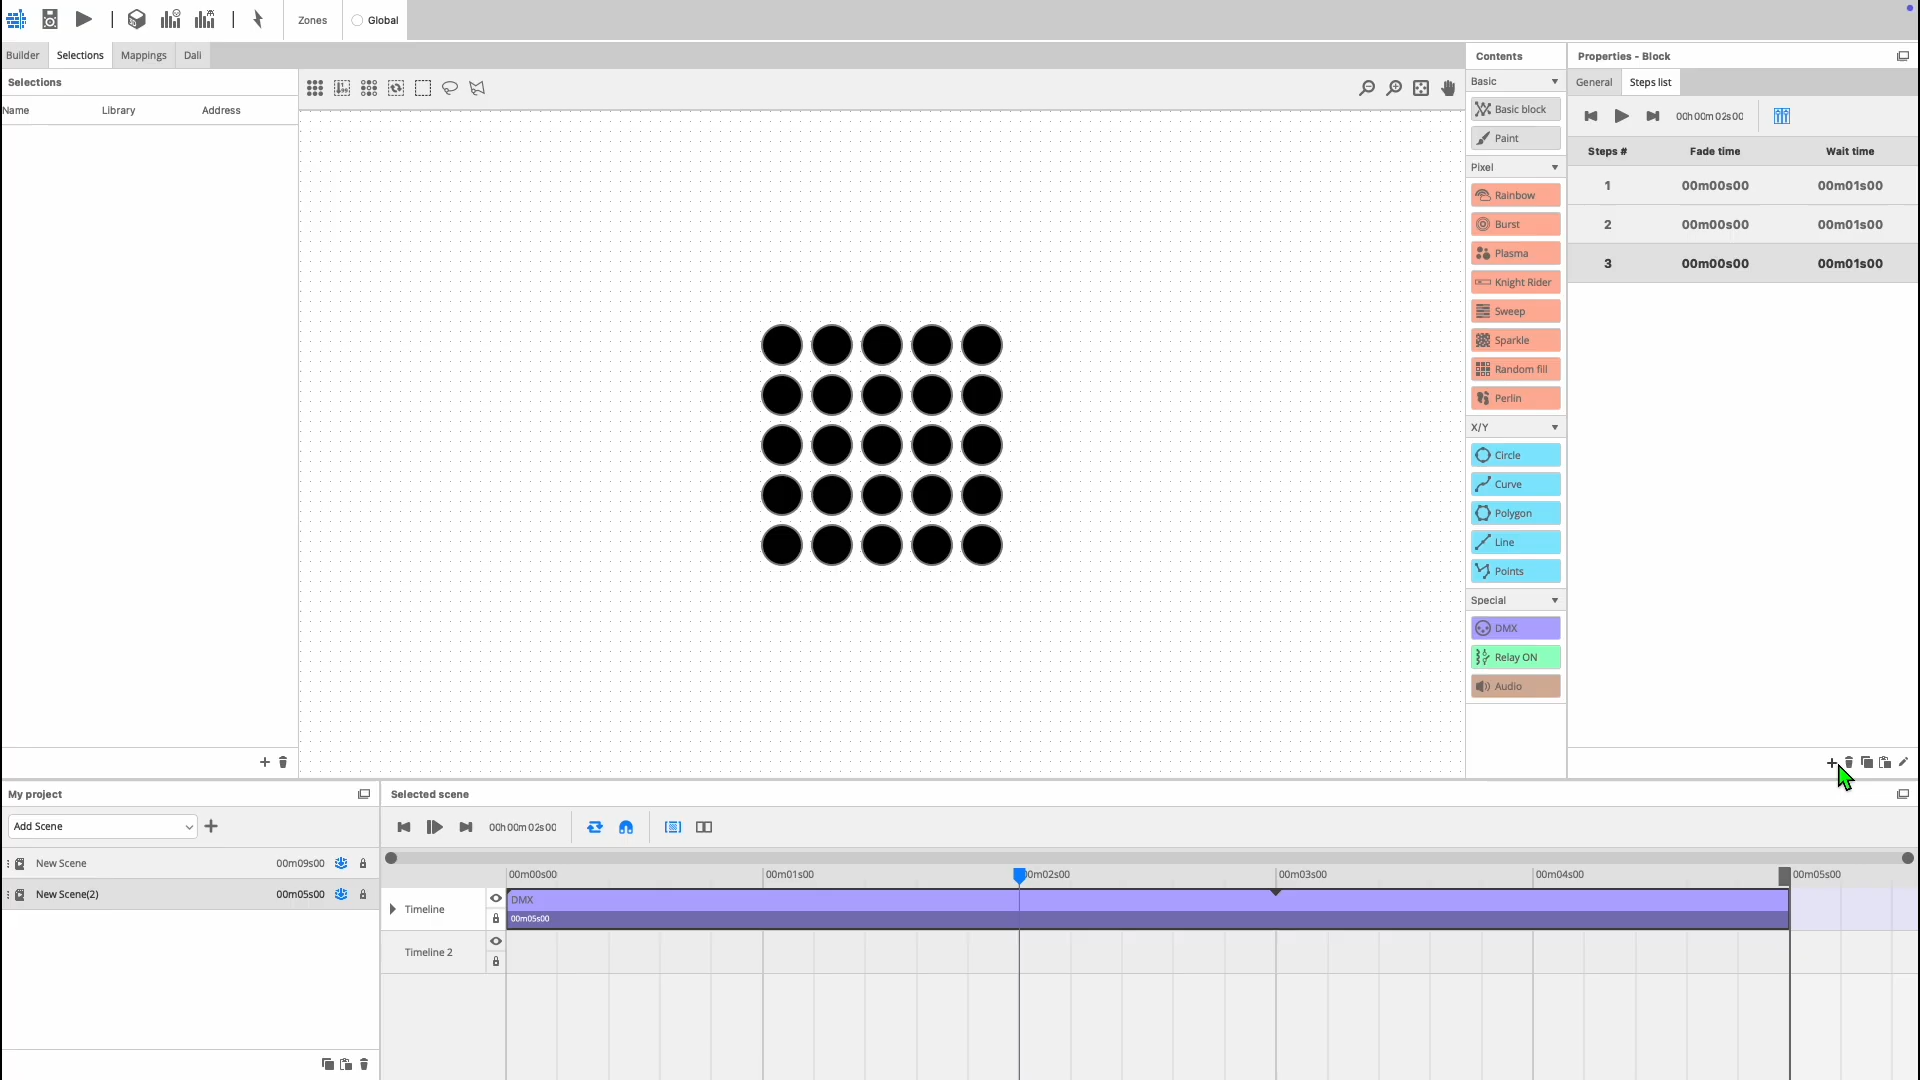 Zones
Global
Builder
Selections
Mappings
Dali
Selections
Name Library Address
Contents
Basic
Basic block
Paint
Pixel
Rainbow
Burst
Plasma
Knight Rider
Sweep
Sparkle
Random fill
Perlin
X/Y
Circle
Curve
Polygon
Line
Points
Special
DMX
Relay ON
Audio
Properties - Block
General
Steps list
00h00m02s00
Steps # Fade time Wait time
1 00m00s00 00m01s00
2 00m00s00 00m01s00
3 00m00s00 00m01s00
My project
Add Scene
New Scene 00m09s00
New Scene(2) 00m05s00
Selected scene
00h00m02s00
00m00s00 00m01s00 00m02s00 00m03s00 00m04s00 00m05s00
Timeline
DMX
00m05s00
Timeline 2